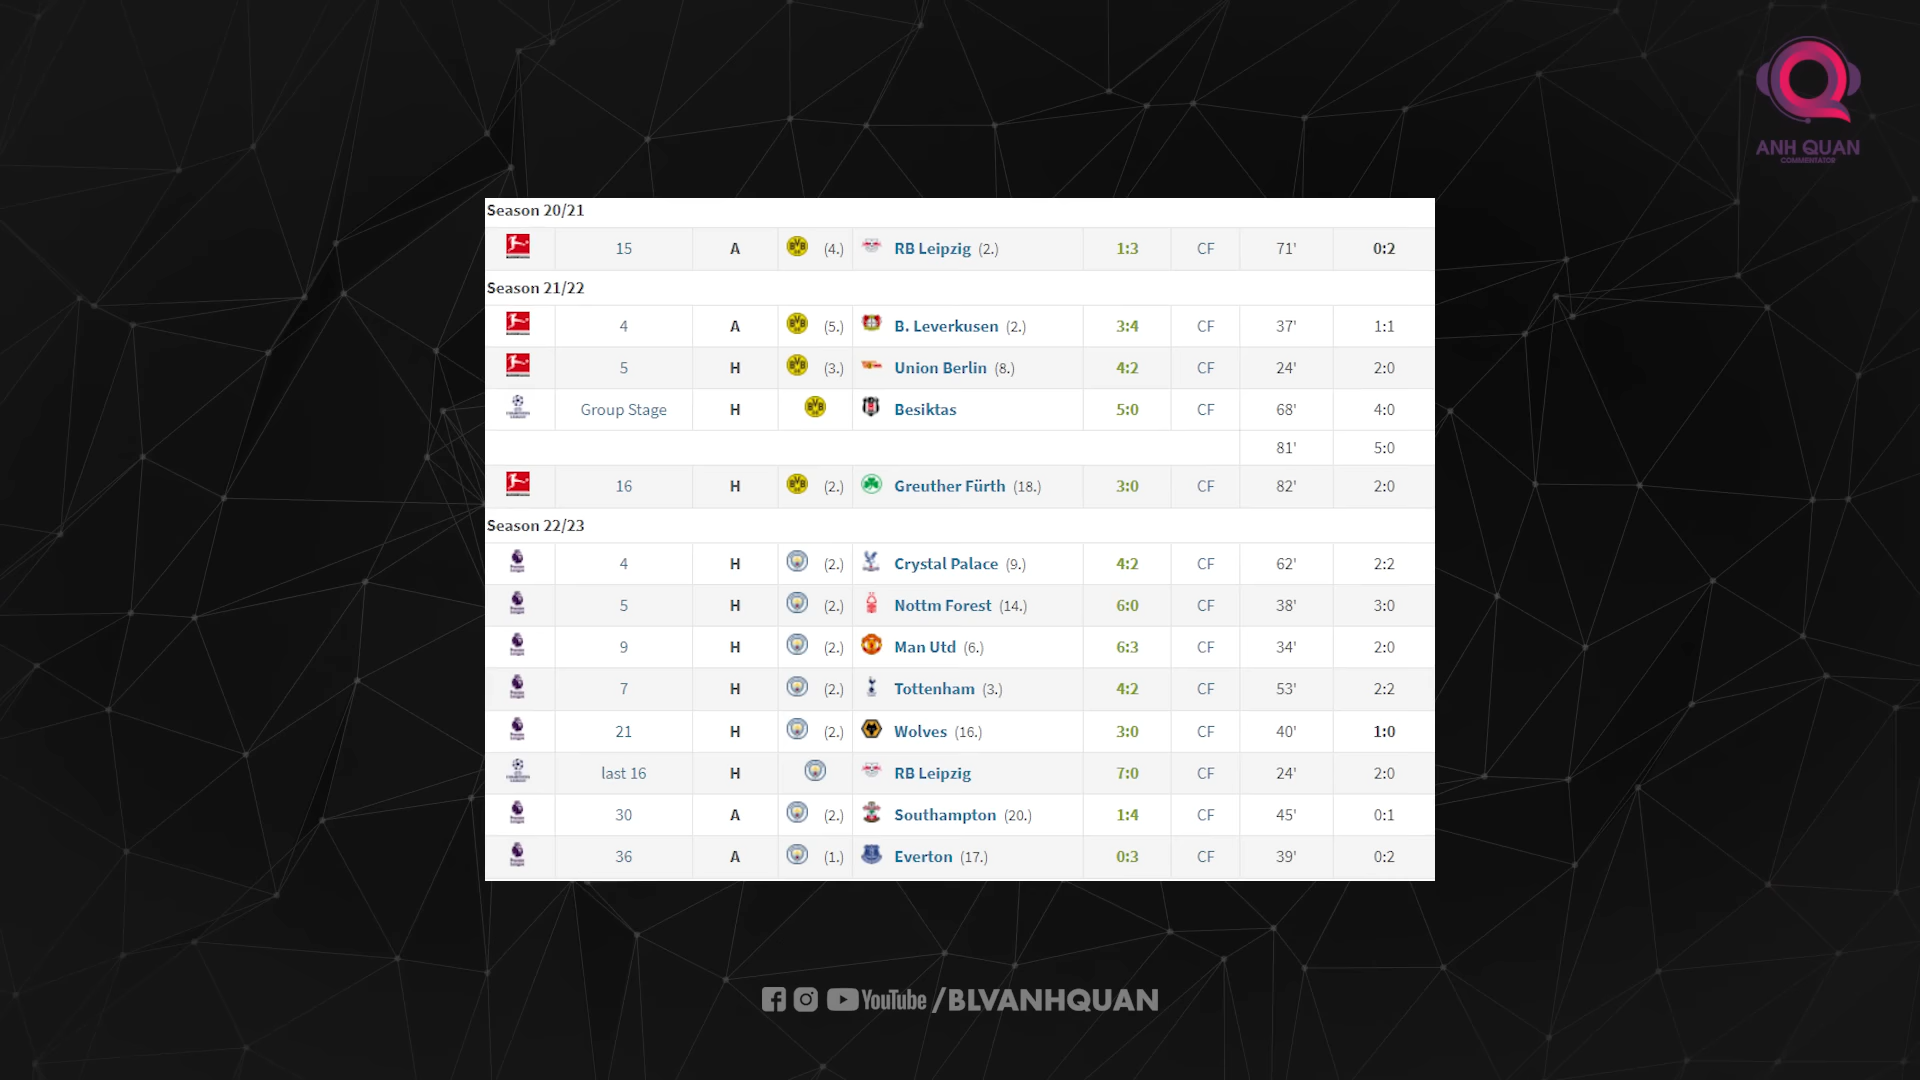 ANH QUAN
COMMENTATOR
Season 20/21
15 A (4.) RB Leipzig (2.) 1:3 CF 71' 0:2
Season 21/22
4 A (5.) B. Leverkusen (2.) 3:4 CF 37' 1:1
5 H (3.) Union Berlin (8.) 4:2 CF 24' 2:0
Group Stage H Besiktas 5:0 CF 68' 4:0
81' 5:0
16 H (2.) Greuther Fürth (18.) 3:0 CF 82' 2:0
Season 22/23
4 H (2.) Crystal Palace (9.) 4:2 CF 62' 2:2
5 H (2.) Nottm Forest (14.) 6:0 CF 38' 3:0
9 H (2.) Man Utd (6.) 6:3 CF 34' 2:0
7 H (2.) Tottenham (3.) 4:2 CF 53' 2:2
21 H (2.) Wolves (16.) 3:0 CF 40' 1:0
last 16 H RB Leipzig 7:0 CF 24' 2:0
30 A (2.) Southampton (20.) 1:4 CF 45' 0:1
36 A (1.) Everton (17.) 0:3 CF 39' 0:2
YouTube /BLVANHQUAN